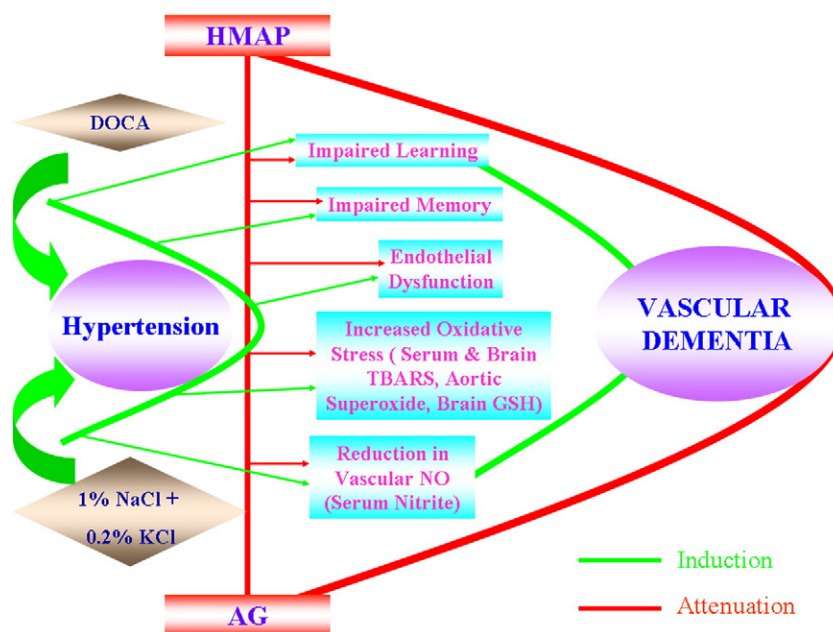 HMAP
DOCA
Impaired Learning
Impaired Memory
Endothelial
Dysfunction
Hypertension
Increased Oxidative
Stress ( Serum & Brain
TBARS, Aortic
Superoxide, Brain GSH)
VASCULAR
DEMENTIA
Reduction in
Vascular NO
(Serum Nitrite)
1% NaCl +
0.2% KCl
AG
Induction
Attenuation